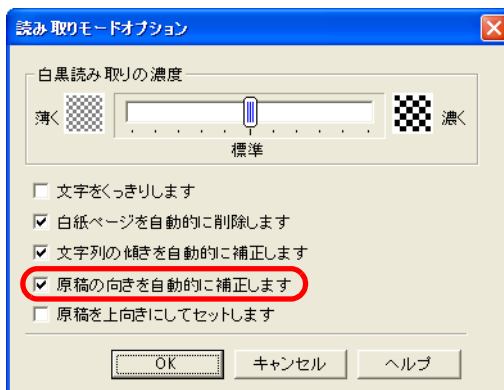 読み取りモードオプション
白黒読み取りの濃度
薄く 濃く
標準
文字をくっきりします
白紙ページを自動的に削除します
文字列の傾きを自動的に補正します
原稿の向きを自動的に補正します
原稿を上向きにしてセットします
OK キャンセル ヘルプ